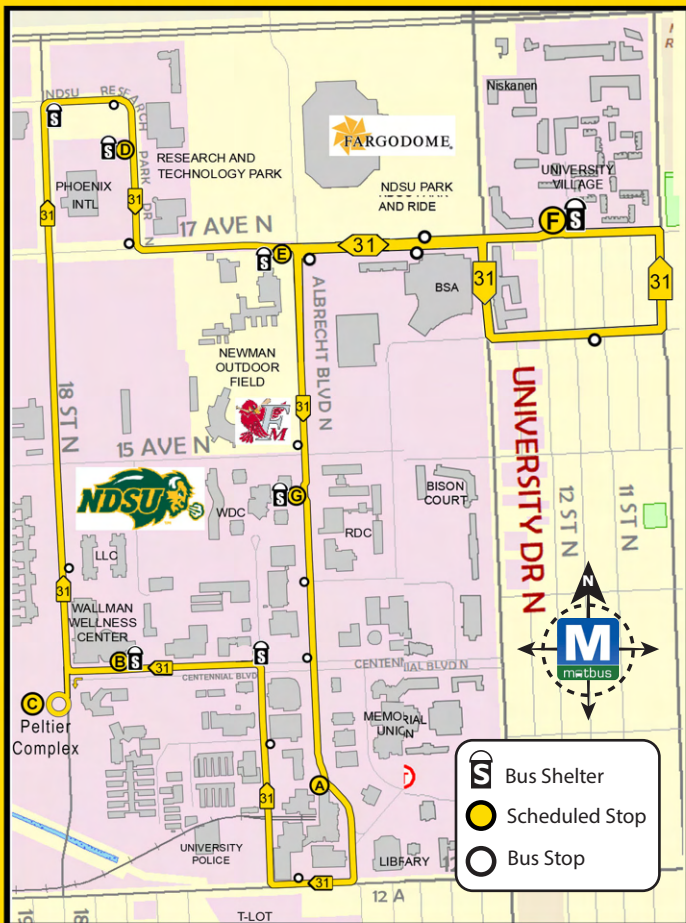 NDSU RESEARCH
PARK DR N
S
D
PHOENIX
INTL
31
31
RESEARCH AND
TECHNOLOGY PARK
FARGODOME
NDSU PARK
AND RIDE
Niskanen
UNIVERSITY
VILLAGE
17 AVE N
S
E
31
F
S
31
31
BSA
NEWMAN
OUTDOOR
FIELD
FM
ALBRECHT BLVD N
31
18 ST N
15 AVE N
NDSU
WDC
S
G
RDC
BISON
COURT
UNIVERSITY DR N
12 ST N
11 ST N
LLC
31
WALLMAN
WELLNESS
CENTER
B
S
31
S
CENTENNIAL BLVD
CENTENNIAL BLVD N
C
Peltier
Complex
MEMORIAL
UNION
A
31
UNIVERSITY
POLICE
LIBRARY
31
12 A
T-LOT
19
18
N
M
matbus
S
Bus Shelter
Scheduled Stop
Bus Stop